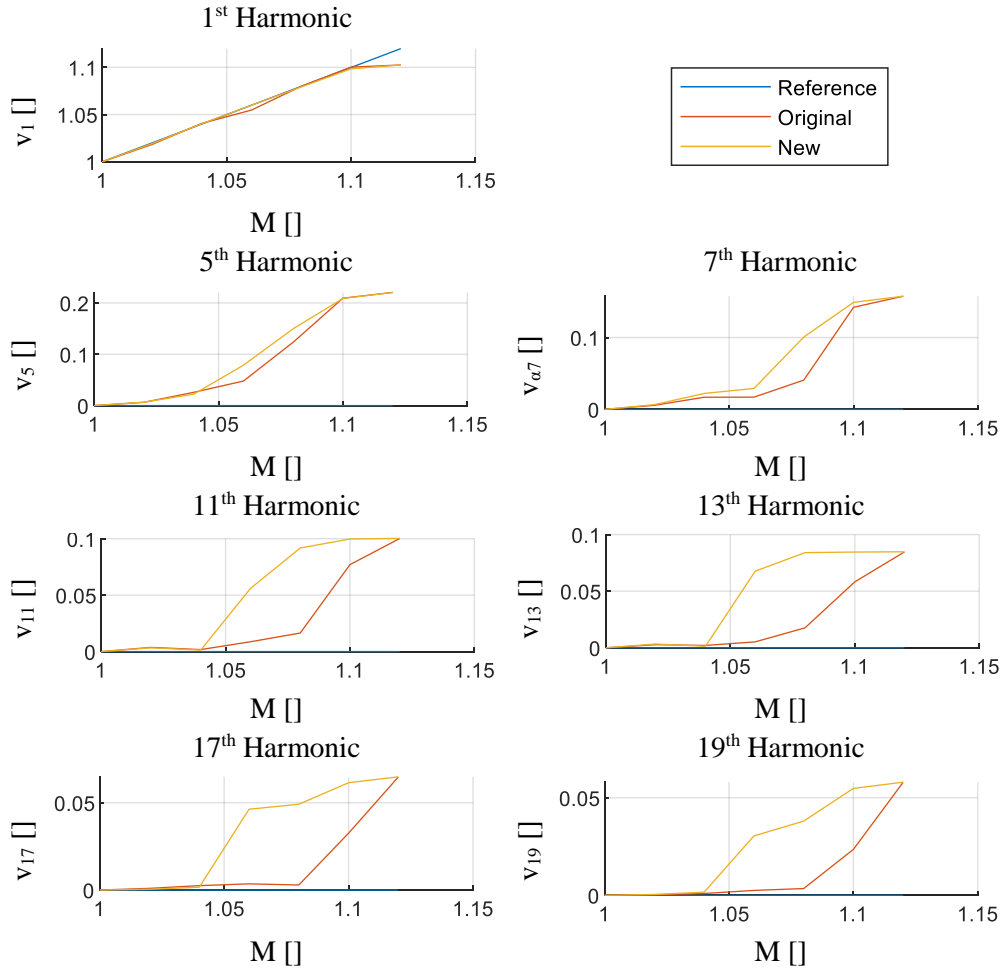 1st Harmonic
1.1
1.05
1
v1 []
1 1.05 1.1 1.15
M []
Reference
Original
New
5th Harmonic
0.2
0.1
0
v5 []
1 1.05 1.1 1.15
M []
7th Harmonic
0.1
0
vα7 []
1 1.05 1.1 1.15
M []
11th Harmonic
0.1
0.05
0
v11 []
1 1.05 1.1 1.15
M []
13th Harmonic
0.1
0.05
0
v13 []
1 1.05 1.1 1.15
M []
17th Harmonic
0.05
0
v17 []
1 1.05 1.1 1.15
M []
19th Harmonic
0.05
0
v19 []
1 1.05 1.1 1.15
M []